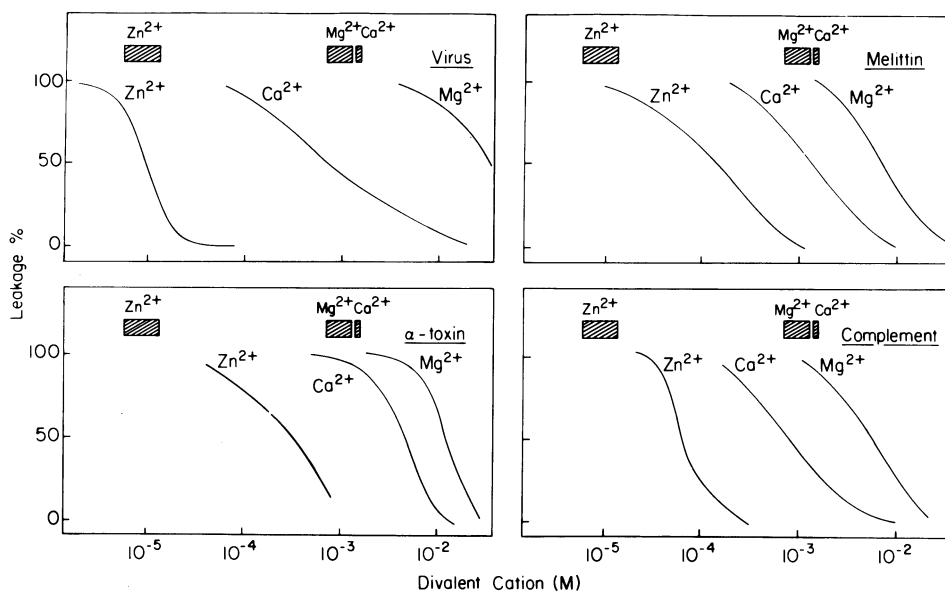 Zn2+ Mg2+Ca2+
Virus
100
50
0
Zn2+
Ca2+
Mg2+
Zn2+ Mg2+Ca2+
Melittin
Zn2+
Ca2+
Mg2+
Leakage %
Zn2+ Mg2+Ca2+
α-toxin
100
50
0
Zn2+
Ca2+
Mg2+
10-5 10-4 10-3 10-2
Zn2+ Mg2+Ca2+
Complement
Zn2+
Ca2+
Mg2+
10-5 10-4 10-3 10-2
Divalent Cation (M)